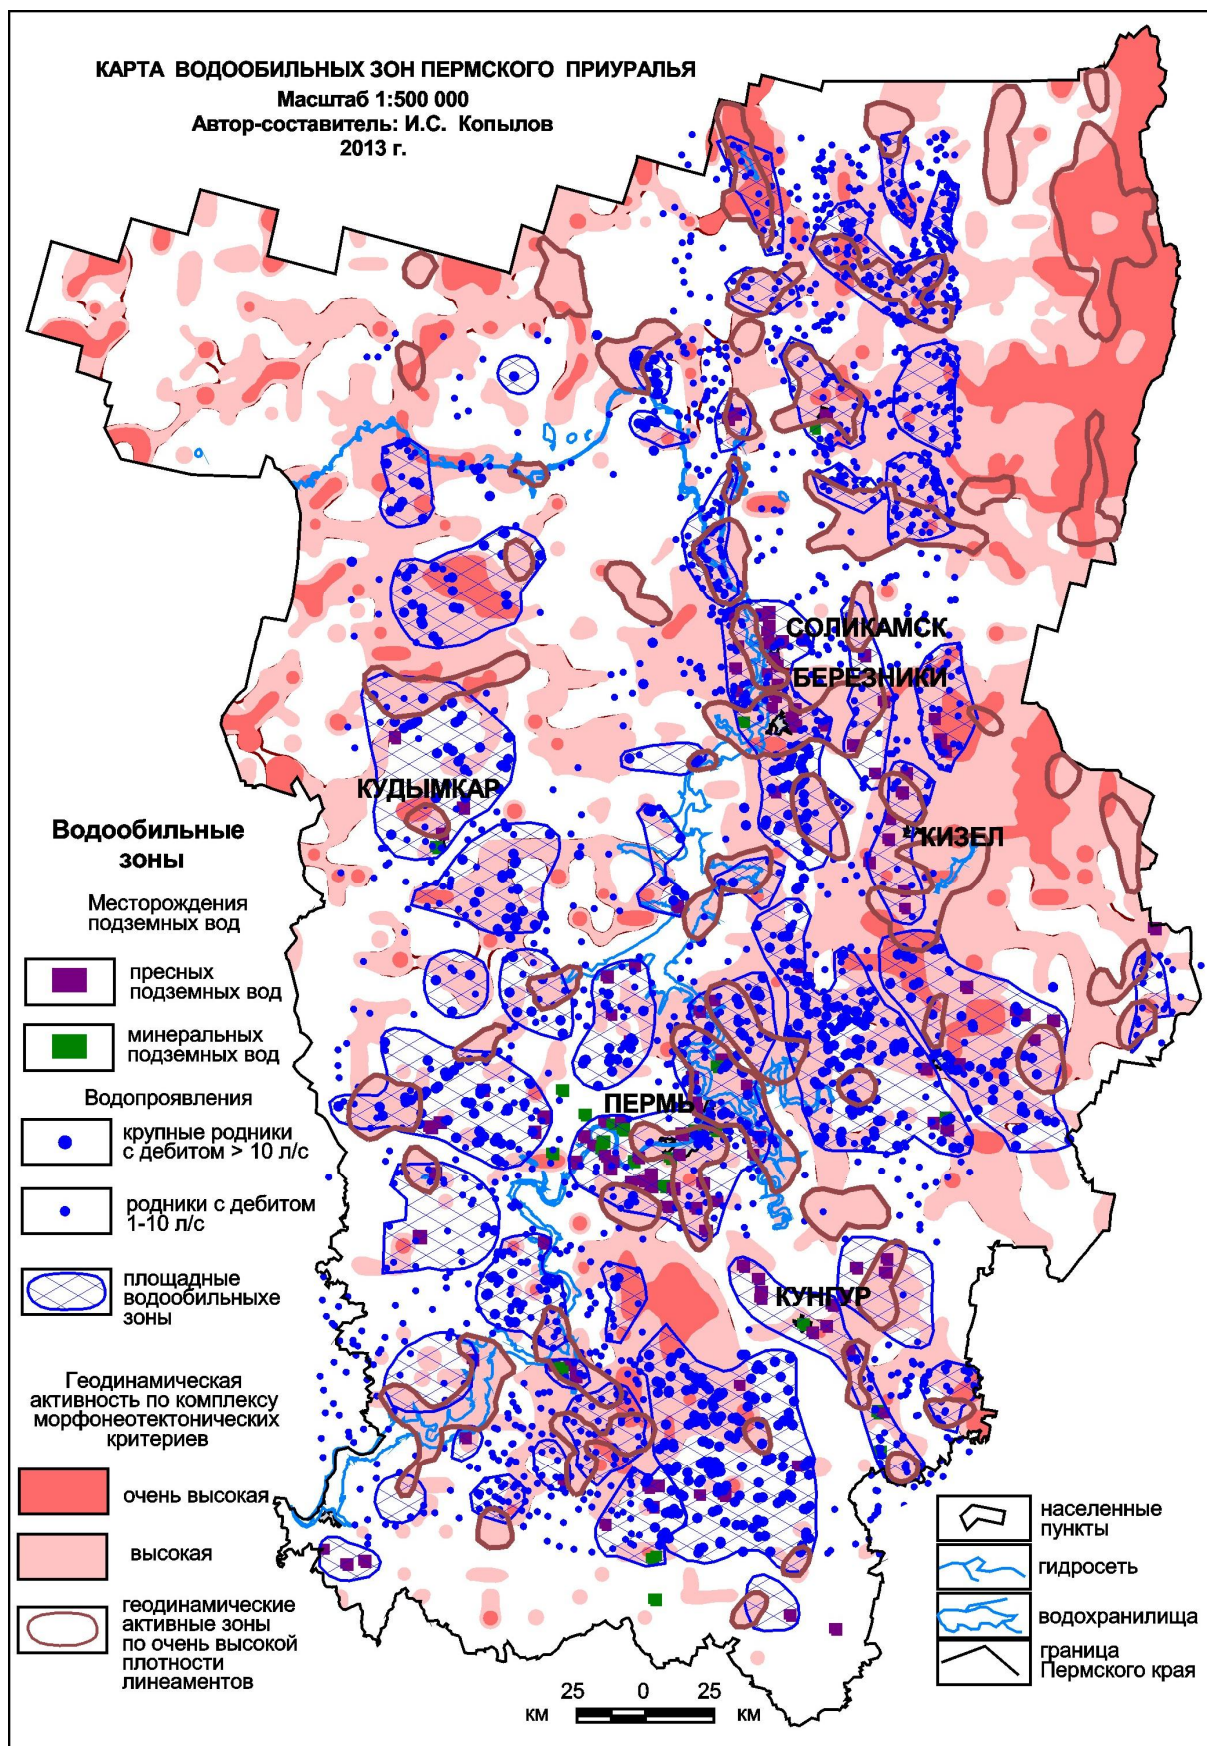 КАРТА ВОДООБИЛЬНЫХ ЗОН ПЕРМСКОГО ПРИУРАЛЬЯ
Масштаб 1:500 000
Автор-составитель: И.С. Копылов
2013 г.
СОЛИКАМСК
БЕРЕЗНИКИ
КУДЫМКАР
КИЗЕЛ
ПЕРМЬ
КУНГУР
Водообильные
зоны
Месторождения
подземных вод
пресных
подземных вод
минеральных
подземных вод
Водопроявления
крупные родники
с дебитом > 10 л/с
родники с дебитом
1-10 л/с
площадные
водообильныхе
зоны
Геодинамическая
активность по комплексу
морфонеотектонических
критериев
очень высокая
высокая
геодинамические
активные зоны
по очень высокой
плотности
линеаментов
населенные
пункты
гидросеть
водохранилища
граница
Пермского края
25 0 25
км км